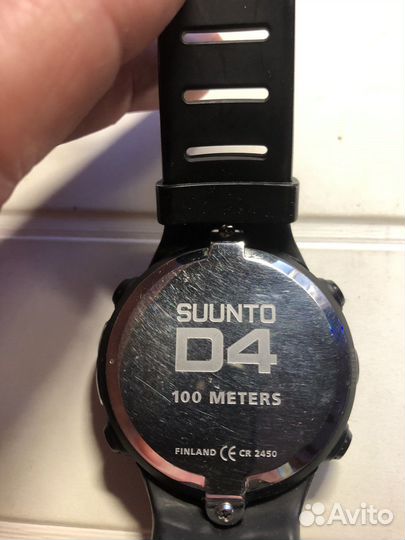 SUUNTO
D4
100 METERS
FINLAND CE CR 2450
Avito